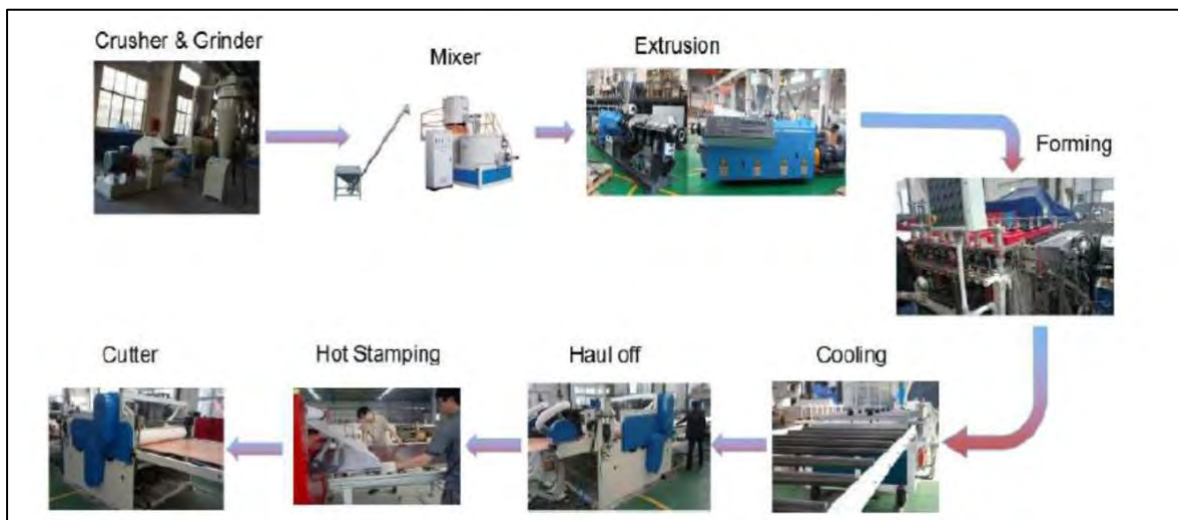 Crusher & Grinder
Mixer
Extrusion
Forming
Cooling
Haul off
Hot Stamping
Cutter